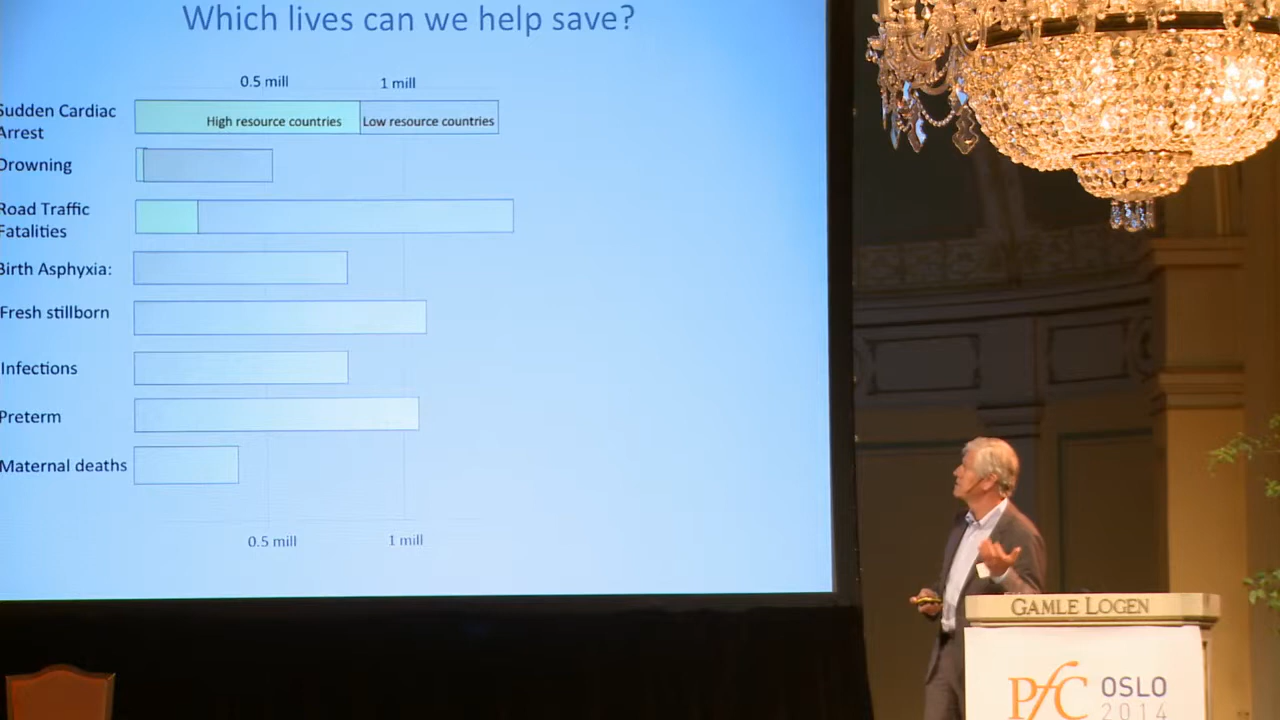 Which lives can we help save?
0.5 mill
1 mill
Sudden Cardiac
Arrest
High resource countries
Low resource countries
Drowning
Road Traffic
Fatalities
Birth Asphyxia:
Fresh stillborn
Infections
Preterm
Maternal deaths
0.5 mill
1 mill
GAMLE LOGEN
PfC OSLO
2014